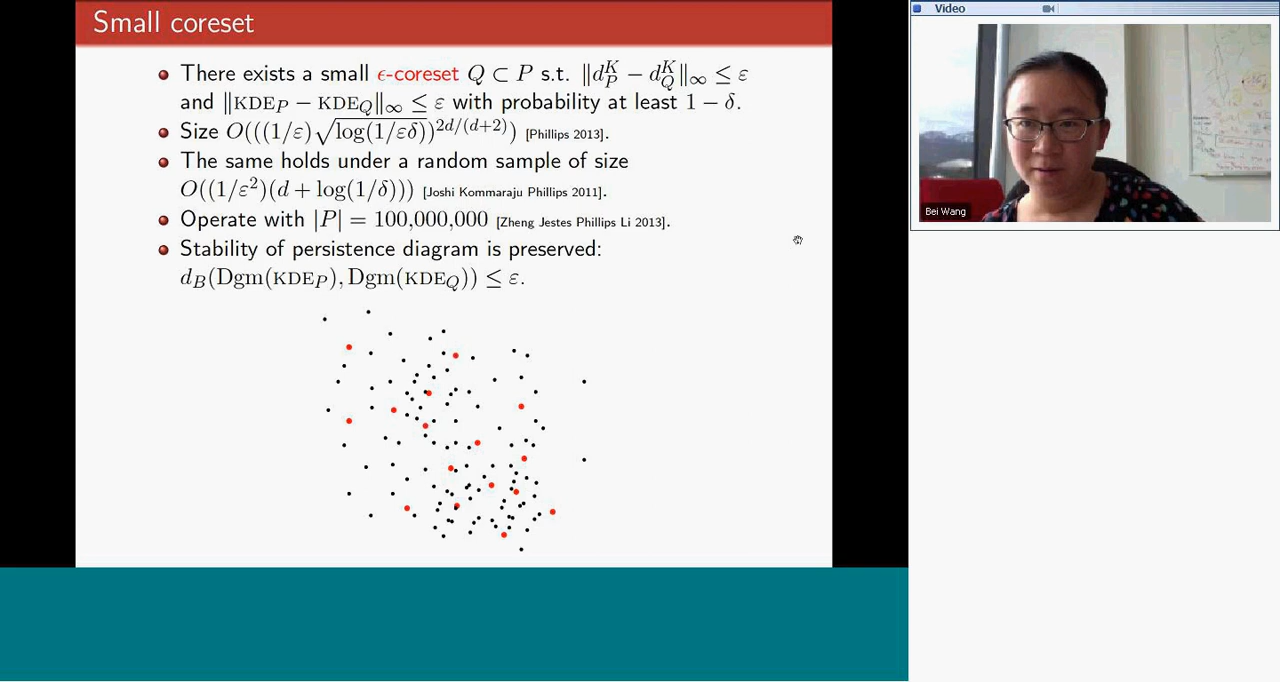 Small coreset
There exists a small ϵ-coreset Q ⊂ P s.t. ‖d_P^K − d_Q^K‖_∞ ≤ ε
and ‖KDE_P − KDE_Q‖_∞ ≤ ε with probability at least 1 − δ.
Size O(((1/ε)√log(1/εδ))^{2d/(d+2)}) [Phillips 2013].
The same holds under a random sample of size
O((1/ε²)(d + log(1/δ))) [Joshi Kommaraju Phillips 2011].
Operate with |P| = 100,000,000 [Zheng Jestes Phillips Li 2013].
Stability of persistence diagram is preserved:
d_B(Dgm(KDE_P), Dgm(KDE_Q)) ≤ ε.
Video
Bei Wang